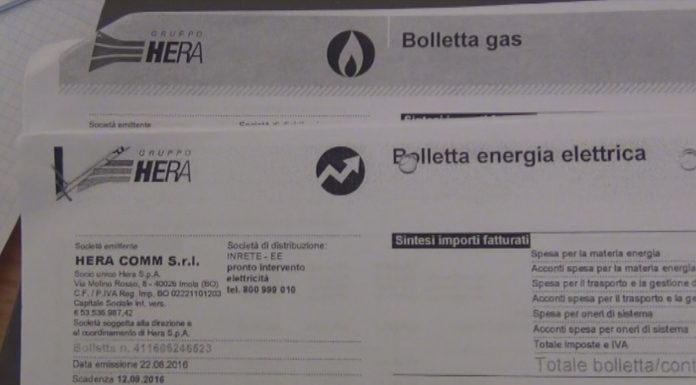 GRUPPO
HERA
Bolletta gas
Società emittente
GRUPPO
HERA
Bolletta energia elettrica
Società emittente
HERA COMM S.r.l.
Socio unico Hera S.p.A.
Via Molino Rosso, 8 - 40026 Imola (BO)
C.F. / P.IVA Reg. Imp. BO 02221101203
Capitale Sociale int. vers.
€ 53.536.987,42
Società soggetta alla direzione e
al coordinamento di Hera S.p.A.
Bolletta n. 411606246623
Data emissione 22.08.2016
Scadenza 12.09.2016
Società di distribuzione:
INRETE - EE
pronto intervento
elettricità
tel. 800 999 010
Sintesi importi fatturati
Spesa per la materia energia
Acconti spesa per la materia energia
Spesa per il trasporto e la gestione d
Acconti spesa per il trasporto e la ge
Spesa per oneri di sistema
Acconti spesa per oneri di sistema
Totale imposte e IVA
Totale bolletta/con